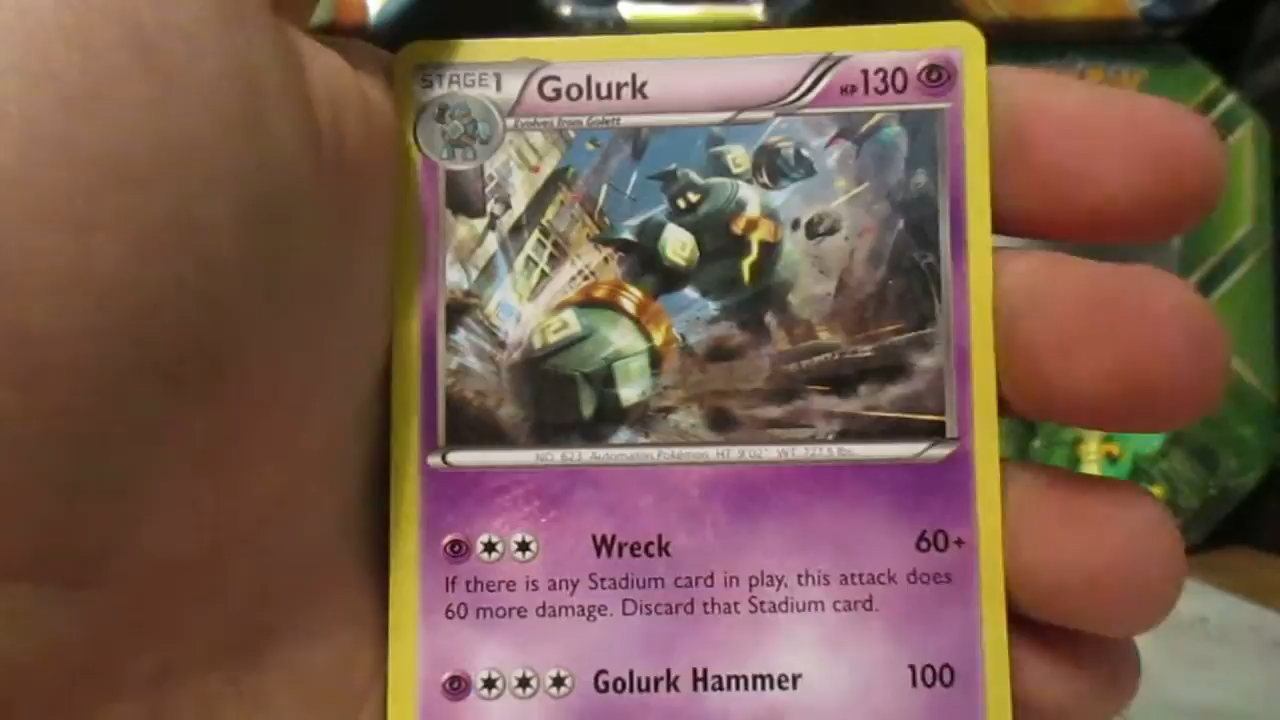 STAGE1 Golurk HP130
Evolves from Golett
NO. 623 Automaton Pokémon HT 9'02" WT 727.5 lbs.
Wreck 60+
If there is any Stadium card in play, this attack does
60 more damage. Discard that Stadium card.
Golurk Hammer 100